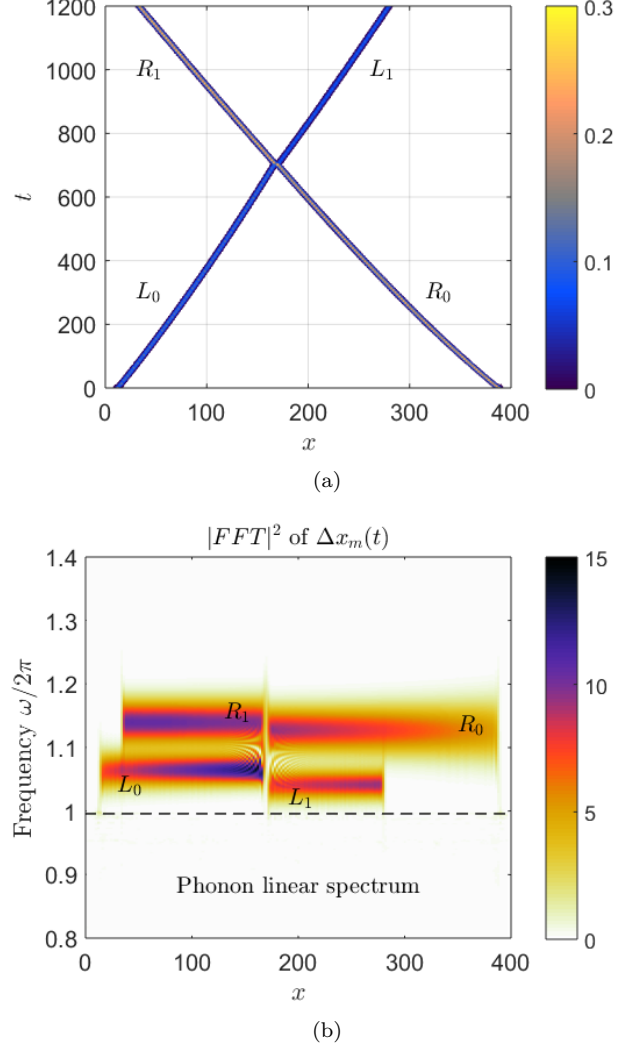 1200
1000
800
600
400
200
0
t
R₁
L₁
L₀
R₀
0 100 200 300 400
x
0.3
0.2
0.1
0
(a)
|FFT|² of Δxₘ(t)
1.4
1.3
1.2
1.1
1
0.9
0.8
Frequency ω/2π
R₁
R₀
L₀
L₁
Phonon linear spectrum
0 100 200 300 400
x
15
10
5
0
(b)